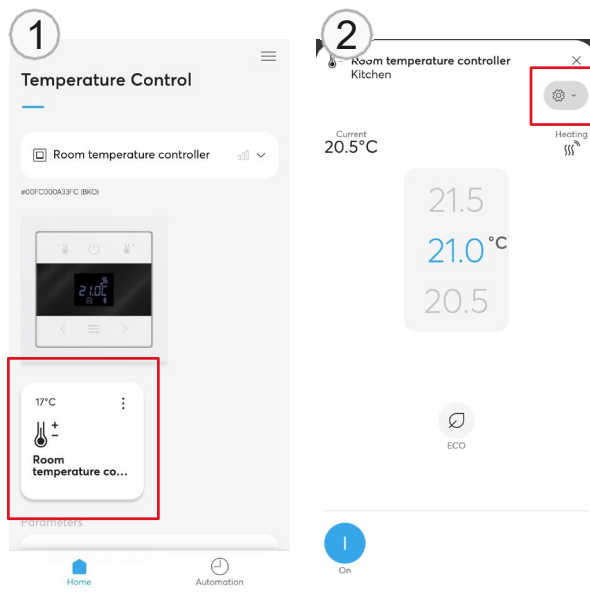 1
Temperature Control
Room temperature controller
#00FC000A33FC (BKO)
21.0°C
17°C
Room
temperature co...
Parameters
Home
Automation
2
Room temperature controller
Kitchen
Current
20.5°C
Heating
21.5
21.0 °C
20.5
ECO
On